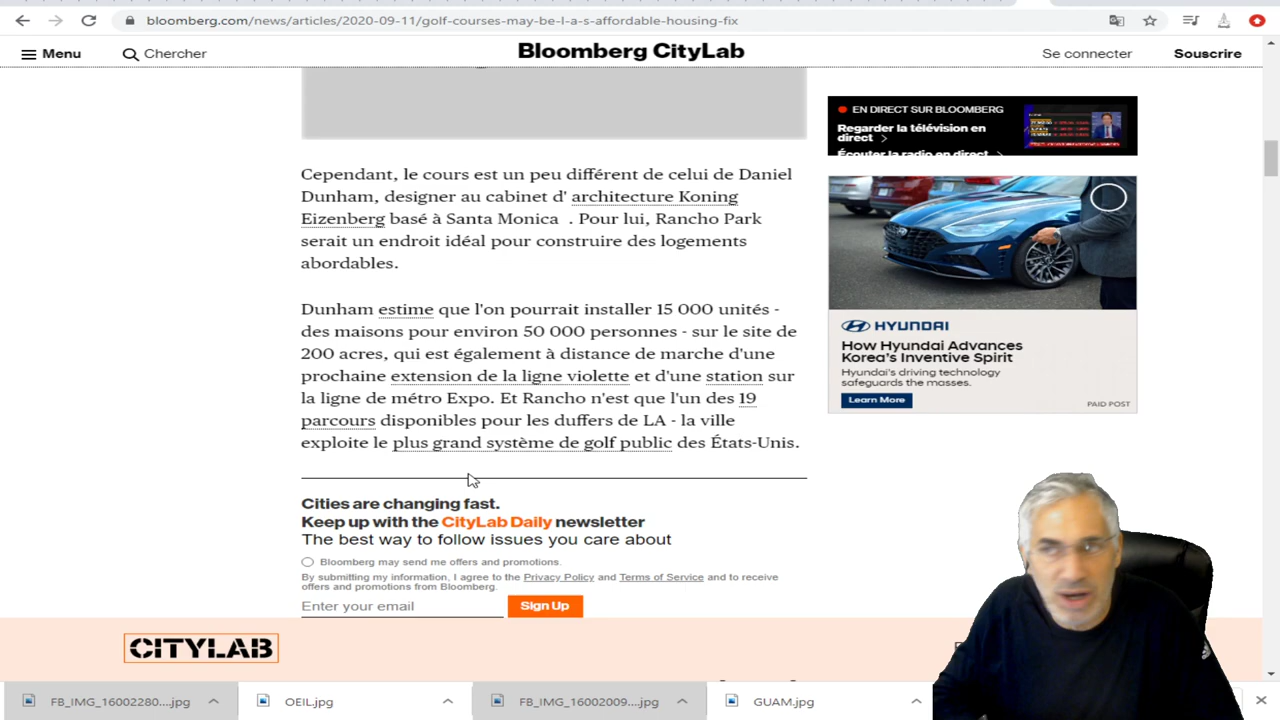 bloomberg.com/news/articles/2020-09-11/golf-courses-may-be-l-a-s-affordable-housing-fix
Menu
Chercher
Bloomberg CityLab
Se connecter
Souscrire
Cependant, le cours est un peu différent de celui de Daniel
Dunham, designer au cabinet d' architecture Koning
Eizenberg basé à Santa Monica . Pour lui, Rancho Park
serait un endroit idéal pour construire des logements
abordables.
Dunham estime que l'on pourrait installer 15 000 unités -
des maisons pour environ 50 000 personnes - sur le site de
200 acres, qui est également à distance de marche d'une
prochaine extension de la ligne violette et d'une station sur
la ligne de métro Expo. Et Rancho n'est que l'un des 19
parcours disponibles pour les duffers de LA - la ville
exploite le plus grand système de golf public des États-Unis.
Cities are changing fast.
Keep up with the CityLab Daily newsletter
The best way to follow issues you care about
Bloomberg may send me offers and promotions.
By submitting my information, I agree to the Privacy Policy and Terms of Service and to receive
offers and promotions from Bloomberg.
Enter your email
Sign Up
EN DIRECT SUR BLOOMBERG
Regarder la télévision en
direct
Écouter la radio en direct
HYUNDAI
How Hyundai Advances
Korea's Inventive Spirit
Hyundai's driving technology
safeguards the masses.
Learn More
PAID POST
CITYLAB
FB_IMG_16002280....jpg
OEIL.jpg
FB_IMG_16002009....jpg
GUAM.jpg